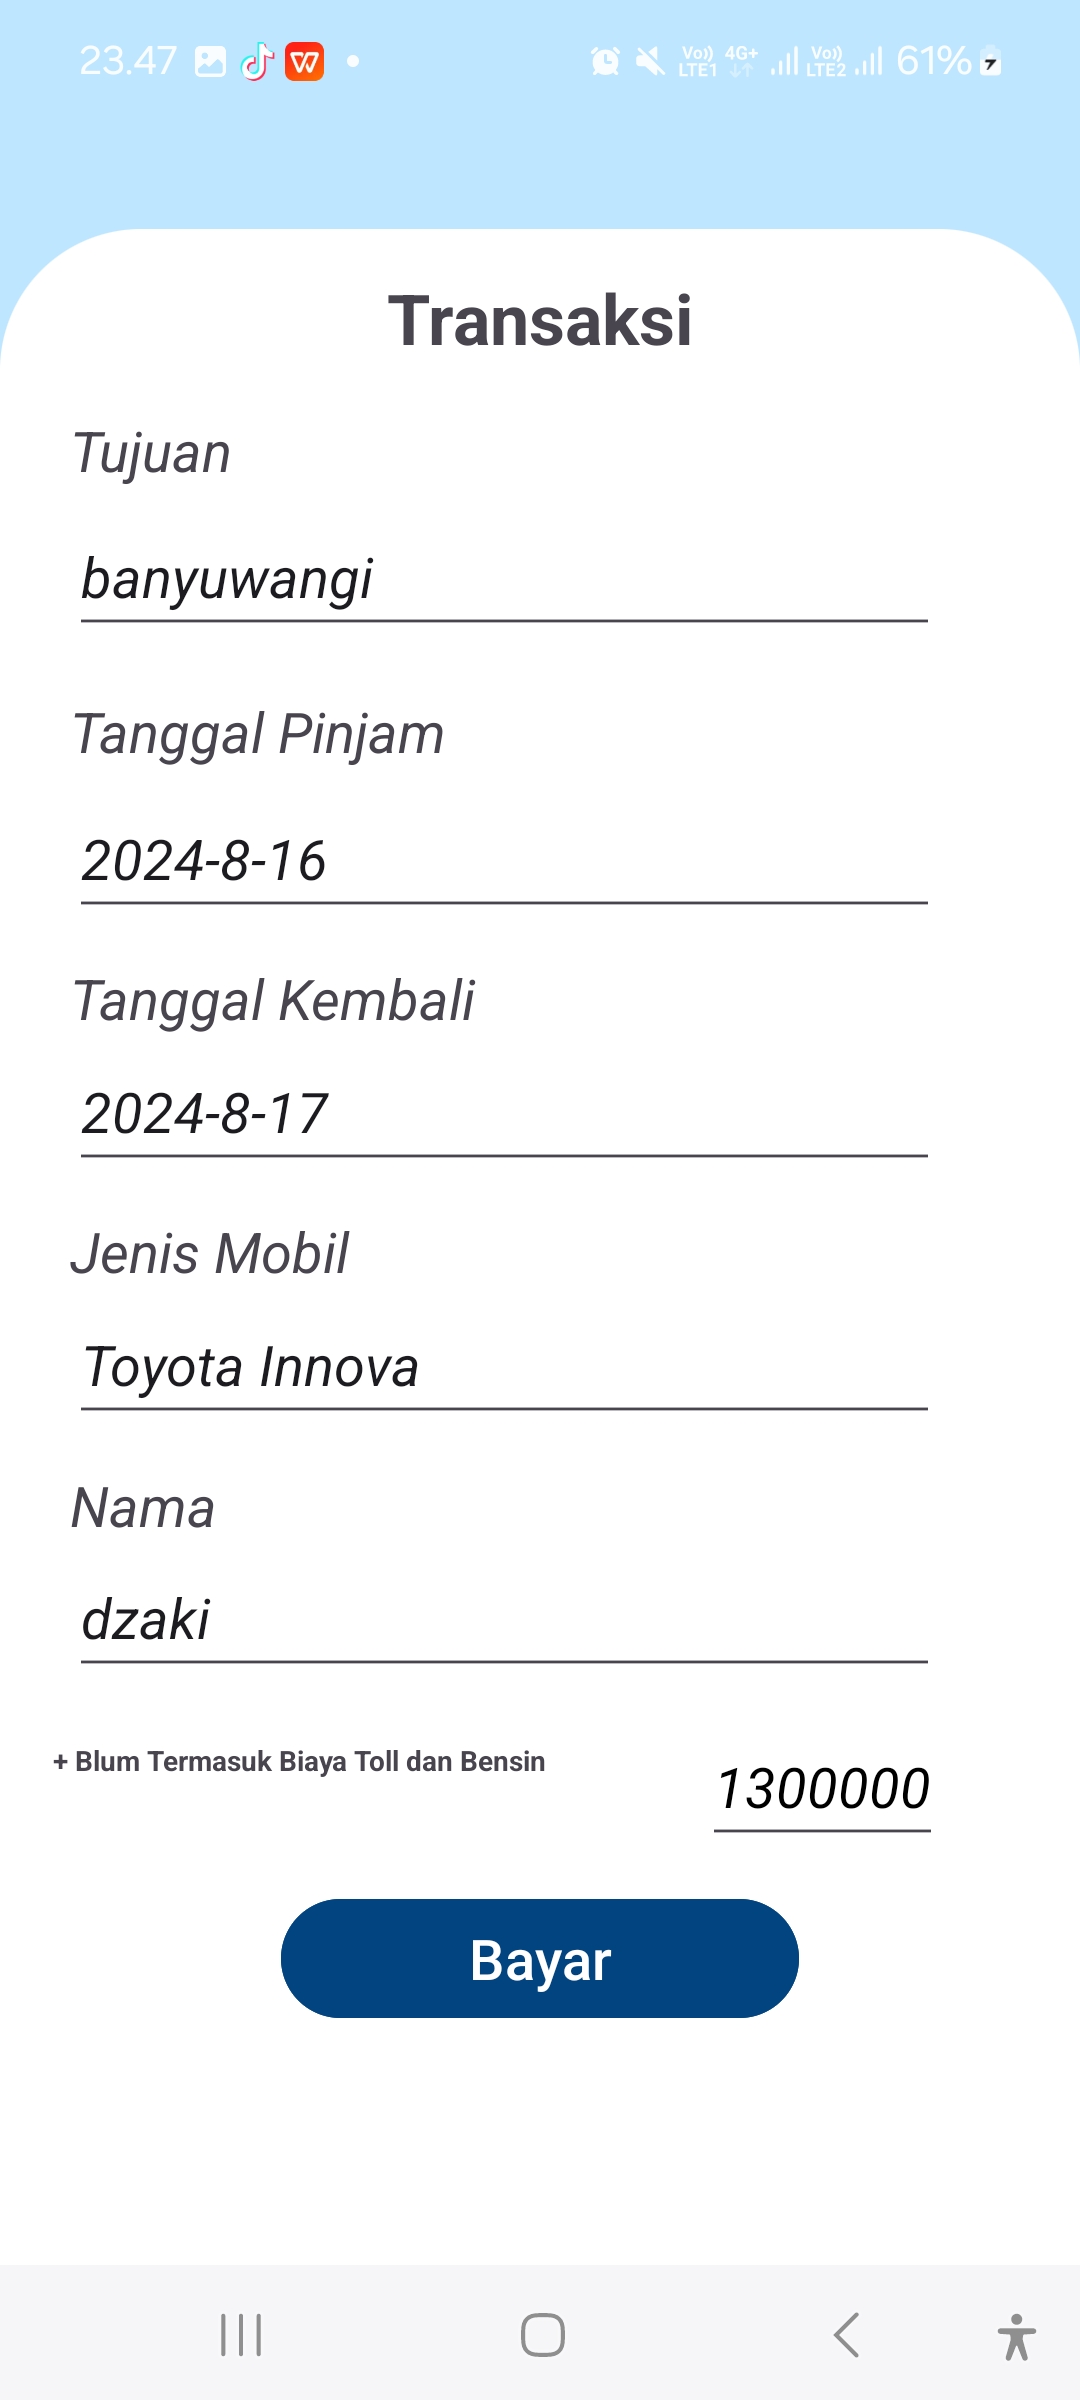 23.47
Vo)) LTE1 4G+ Vo)) LTE2 61%
Transaksi
Tujuan
banyuwangi
Tanggal Pinjam
2024-8-16
Tanggal Kembali
2024-8-17
Jenis Mobil
Toyota Innova
Nama
dzaki
+ Blum Termasuk Biaya Toll dan Bensin
1300000
Bayar